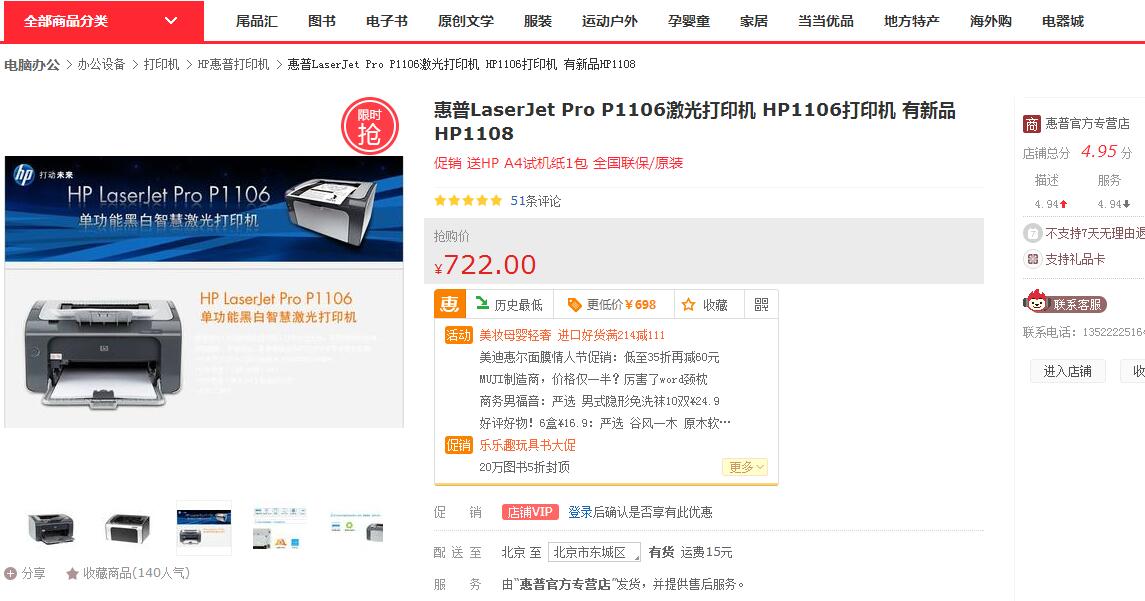 全部商品分类 尾品汇 图书 电子书 原创文学 服装 运动户外 孕婴童 家居 当当优品 地方特产 海外购 电器城
电脑办公 > 办公设备 > 打印机 > HP惠普打印机 > 惠普LaserJet Pro P1106激光打印机 HP1106打印机 有新品HP1108
限时
抢
hp 打动未来
HP LaserJet Pro P1106
单功能黑白智慧激光打印机
HP LaserJet Pro P1106
单功能黑白智慧激光打印机
分享 收藏商品(140人气)
惠普LaserJet Pro P1106激光打印机 HP1106打印机 有新品
HP1108
促销 送HP A4试机纸1包 全国联保/原装
51条评论
抢购价
¥722.00
惠 历史最低 更低价¥698 收藏
活动 美妆母婴轻奢 进口好货满214减111
美迪惠尔面膜情人节促销：低至35折再减60元
MUJI制造商，价格仅一半？厉害了word颈枕
商务男福音：严选 男式隐形免洗袜10双¥24.9
好评好物！6盒¥16.9：严选 谷风一木 原木软…
促销 乐乐趣玩具书大促
20万图书5折封顶
更多
促 销 店铺VIP 登录后确认是否享有此优惠
配 送 至 北京 至 北京市东城区 有货 运费15元
服 务 由“惠普官方专营店”发货，并提供售后服务。
商 惠普官方专营店
店铺总分 4.95 分
描述 服务
4.94 4.94
7 不支持7天无理由退
支持礼品卡
联系客服
联系电话：1352222516
进入店铺 收